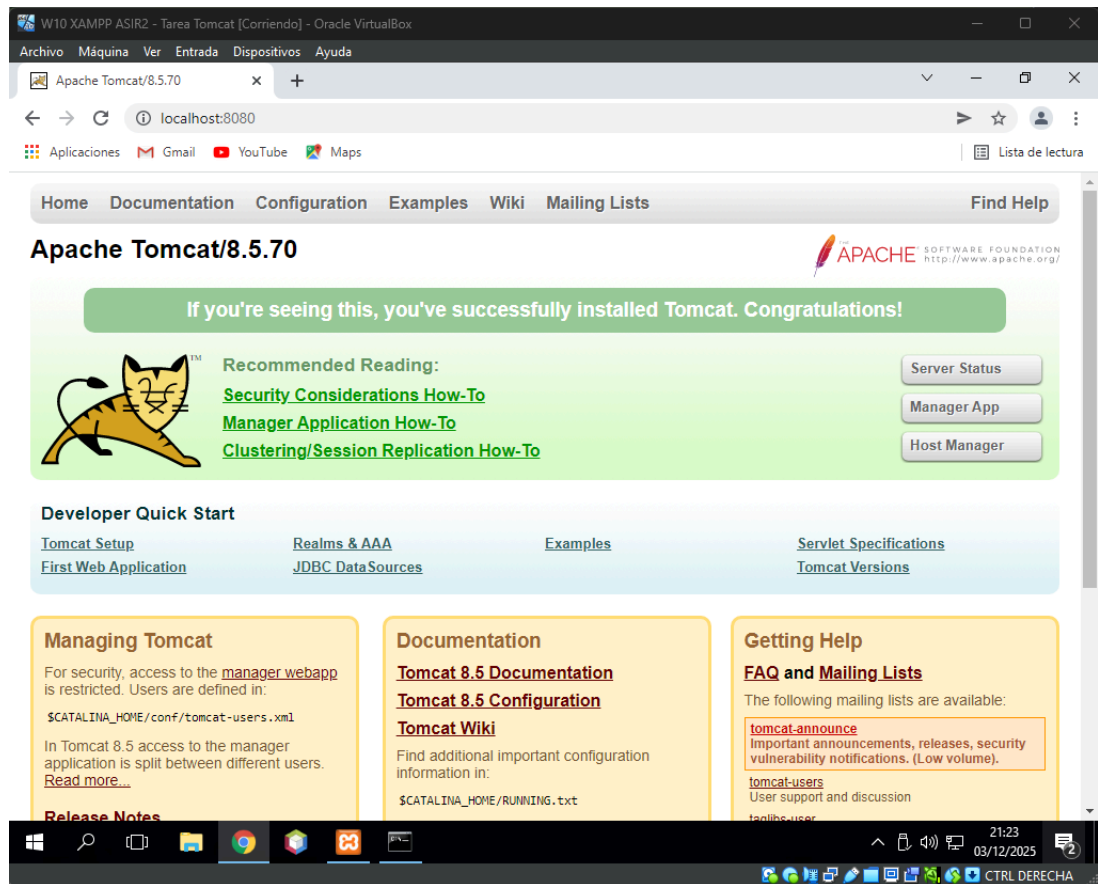 W10 XAMPP ASIR2 - Tarea Tomcat [Corriendo] - Oracle VirtualBox
Archivo Máquina Ver Entrada Dispositivos Ayuda
Apache Tomcat/8.5.70
localhost:8080
Aplicaciones Gmail YouTube Maps Lista de lectura
Home Documentation Configuration Examples Wiki Mailing Lists Find Help
Apache Tomcat/8.5.70
THE
APACHE SOFTWARE FOUNDATION
http://www.apache.org/
If you're seeing this, you've successfully installed Tomcat. Congratulations!
TM
Recommended Reading:
Security Considerations How-To
Manager Application How-To
Clustering/Session Replication How-To
Server Status
Manager App
Host Manager
Developer Quick Start
Tomcat Setup
First Web Application
Realms & AAA
JDBC DataSources
Examples
Servlet Specifications
Tomcat Versions
Managing Tomcat
For security, access to the manager webapp
is restricted. Users are defined in:
$CATALINA_HOME/conf/tomcat-users.xml
In Tomcat 8.5 access to the manager
application is split between different users.
Read more...
Release Notes
Documentation
Tomcat 8.5 Documentation
Tomcat 8.5 Configuration
Tomcat Wiki
Find additional important configuration
information in:
$CATALINA_HOME/RUNNING.txt
Getting Help
FAQ and Mailing Lists
The following mailing lists are available:
tomcat-announce
Important announcements, releases, security
vulnerability notifications. (Low volume).
tomcat-users
User support and discussion
taglibs-user
21:23
03/12/2025
2
CTRL DERECHA